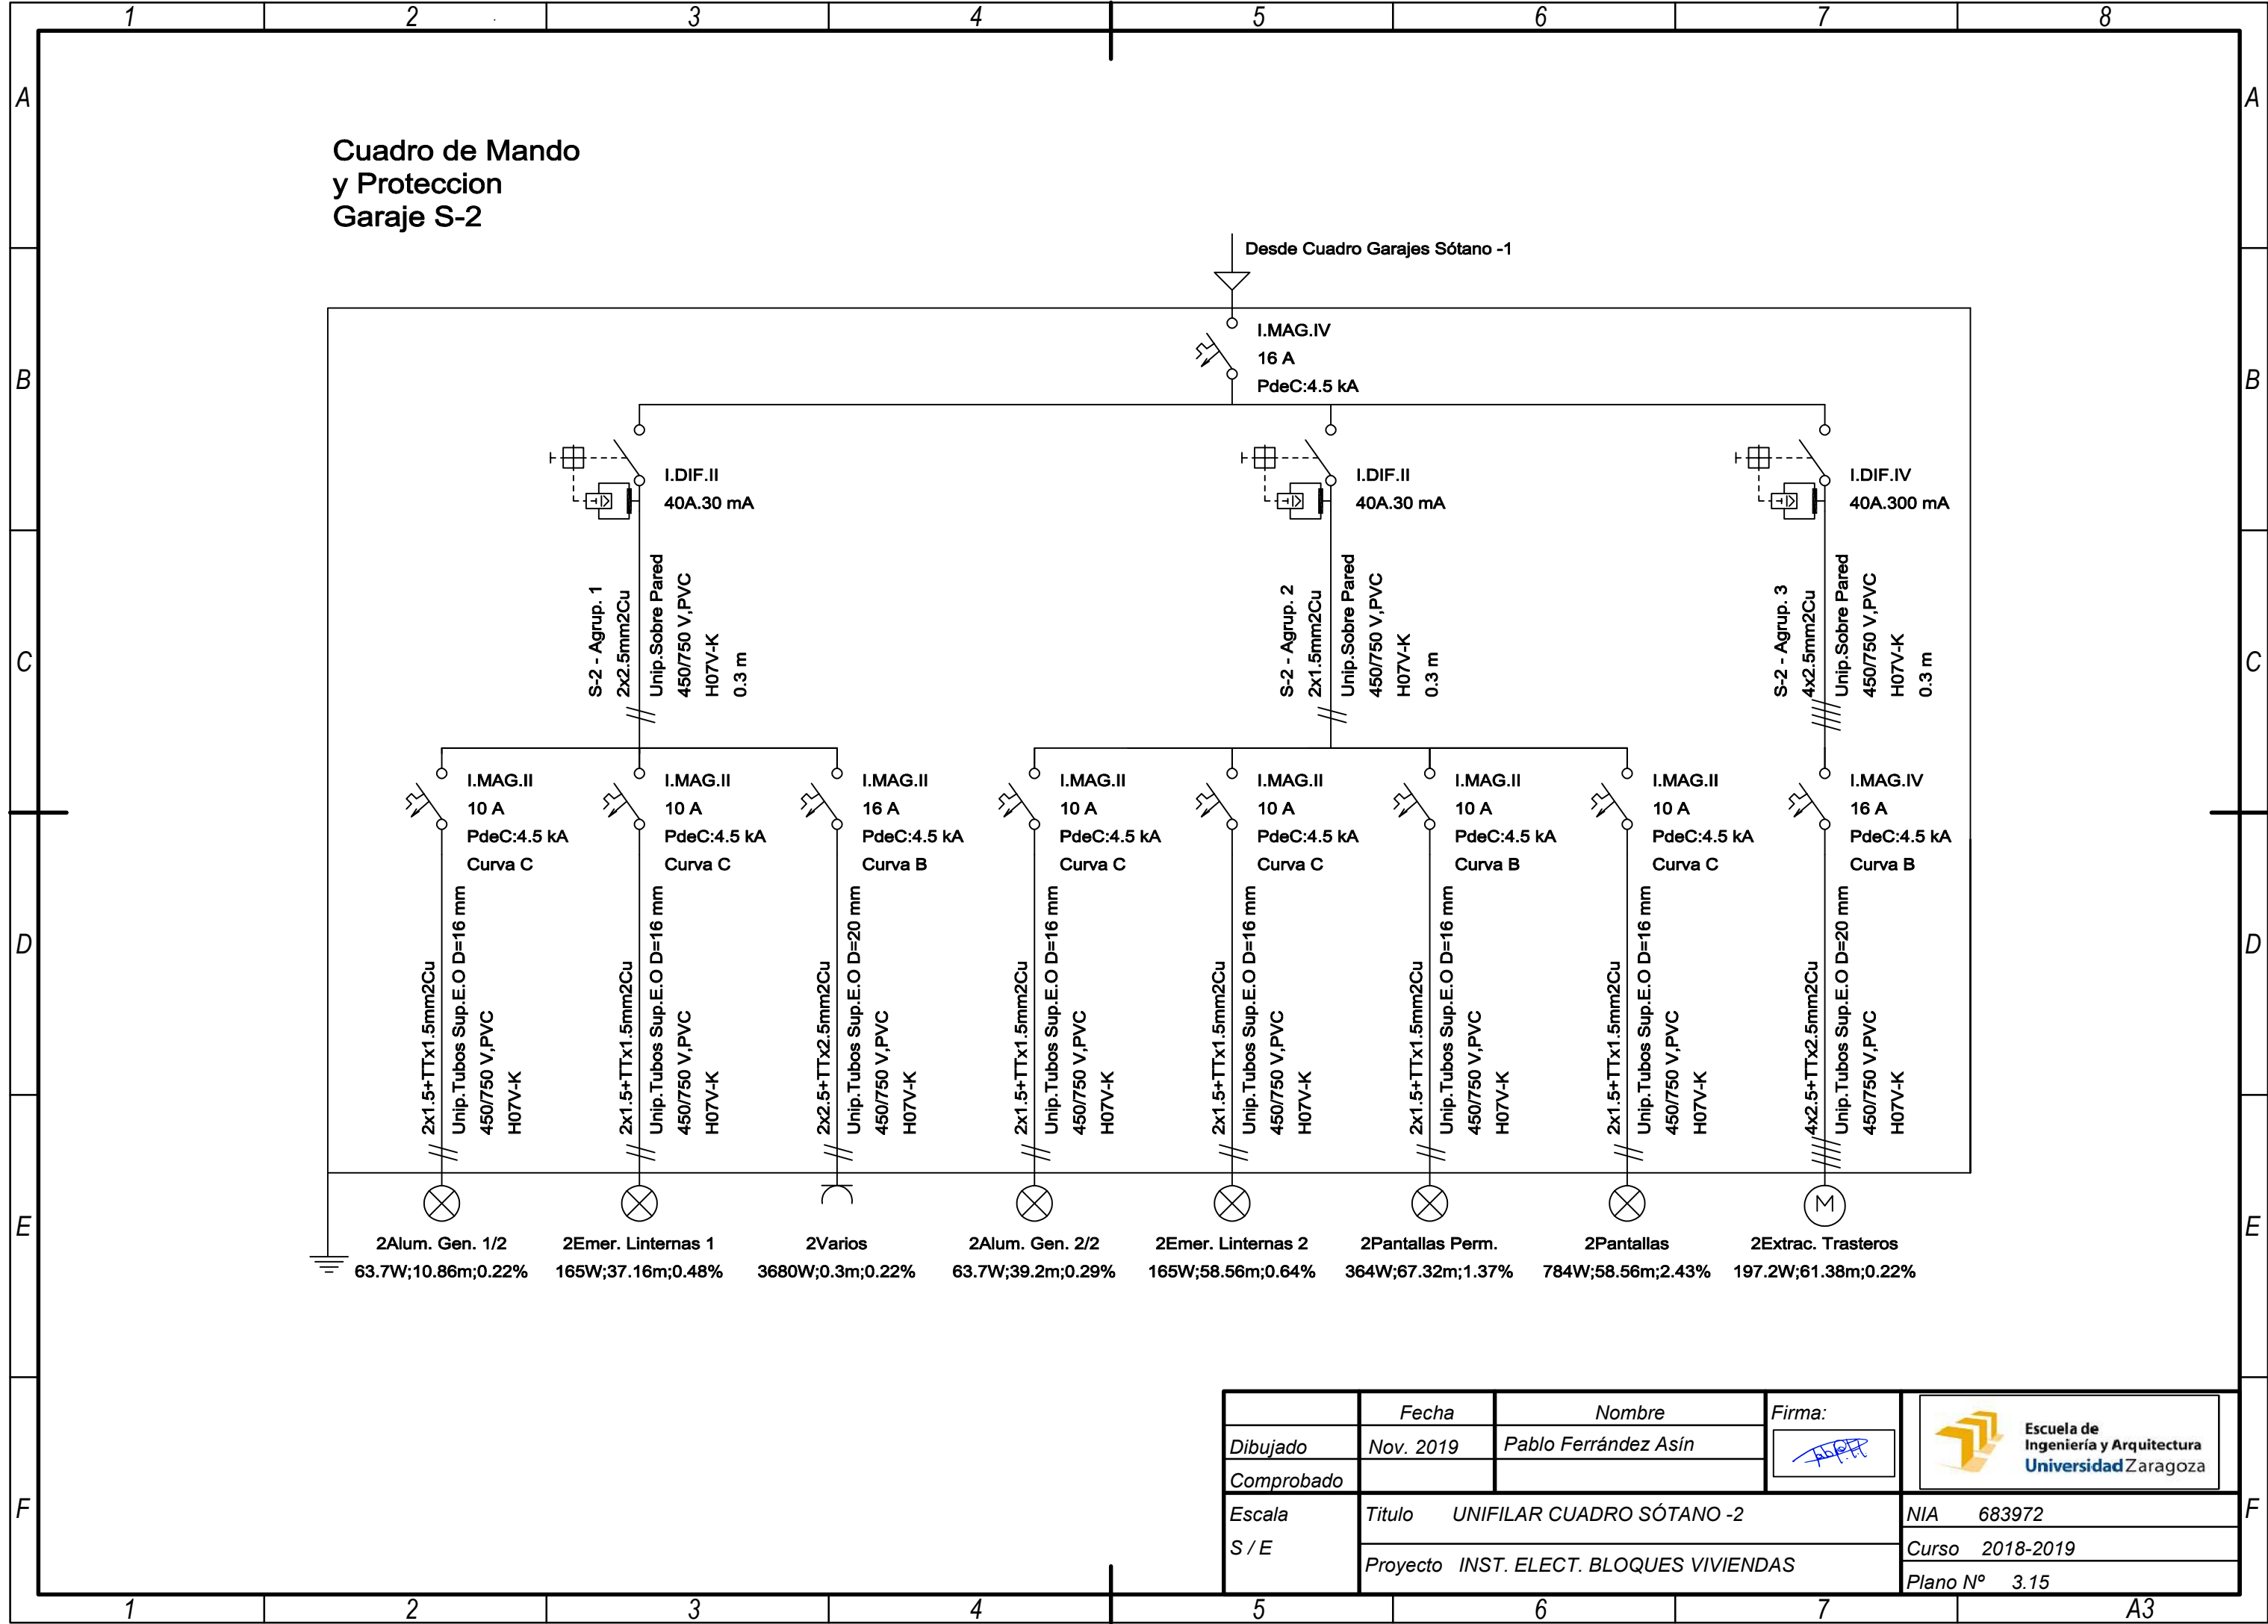 1 2 3 4 5 6 7 8
A A
B B
C C
D D
E E
F F
Cuadro de Mando
y Proteccion
Garaje S-2
Desde Cuadro Garajes Sótano -1
I.MAG.IV
16 A
PdeC:4.5 kA
I.DIF.II
40A.30 mA
I.DIF.II
40A.30 mA
I.DIF.IV
40A.300 mA
S-2 - Agrup. 1
2x2.5mm2Cu
Unip.Sobre Pared
450/750 V,PVC
H07V-K
0.3 m
S-2 - Agrup. 2
2x1.5mm2Cu
Unip.Sobre Pared
450/750 V,PVC
H07V-K
0.3 m
S-2 - Agrup. 3
4x2.5mm2Cu
Unip.Sobre Pared
450/750 V,PVC
H07V-K
0.3 m
I.MAG.II
10 A
PdeC:4.5 kA
Curva C
I.MAG.II
10 A
PdeC:4.5 kA
Curva C
I.MAG.II
16 A
PdeC:4.5 kA
Curva B
I.MAG.II
10 A
PdeC:4.5 kA
Curva C
I.MAG.II
10 A
PdeC:4.5 kA
Curva C
I.MAG.II
10 A
PdeC:4.5 kA
Curva B
I.MAG.II
10 A
PdeC:4.5 kA
Curva C
I.MAG.IV
16 A
PdeC:4.5 kA
Curva B
2x1.5+TTx1.5mm2Cu
Unip.Tubos Sup.E.O D=16 mm
450/750 V,PVC
H07V-K
2x1.5+TTx1.5mm2Cu
Unip.Tubos Sup.E.O D=16 mm
450/750 V,PVC
H07V-K
2x2.5+TTx2.5mm2Cu
Unip.Tubos Sup.E.O D=20 mm
450/750 V,PVC
H07V-K
2x1.5+TTx1.5mm2Cu
Unip.Tubos Sup.E.O D=16 mm
450/750 V,PVC
H07V-K
2x1.5+TTx1.5mm2Cu
Unip.Tubos Sup.E.O D=16 mm
450/750 V,PVC
H07V-K
2x1.5+TTx1.5mm2Cu
Unip.Tubos Sup.E.O D=16 mm
450/750 V,PVC
H07V-K
2x1.5+TTx1.5mm2Cu
Unip.Tubos Sup.E.O D=16 mm
450/750 V,PVC
H07V-K
4x2.5+TTx2.5mm2Cu
Unip.Tubos Sup.E.O D=20 mm
450/750 V,PVC
H07V-K
M
2Alum. Gen. 1/2
63.7W;10.86m;0.22%
2Emer. Linternas 1
165W;37.16m;0.48%
2Varios
3680W;0.3m;0.22%
2Alum. Gen. 2/2
63.7W;39.2m;0.29%
2Emer. Linternas 2
165W;58.56m;0.64%
2Pantallas Perm.
364W;67.32m;1.37%
2Pantallas
784W;58.56m;2.43%
2Extrac. Trasteros
197.2W;61.38m;0.22%
Fecha Nombre Firma:
Dibujado Nov. 2019 Pablo Ferrández Asín
Comprobado
Escuela de
Ingeniería y Arquitectura
Universidad Zaragoza
Escala
S / E
Titulo UNIFILAR CUADRO SÓTANO -2
Proyecto INST. ELECT. BLOQUES VIVIENDAS
NIA 683972
Curso 2018-2019
Plano Nº 3.15
1 2 3 4 5 6 7 A3